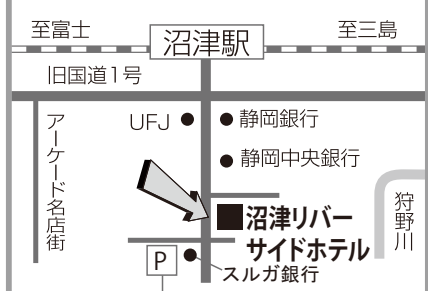 至富士
至三島
沼津駅
旧国道1号
UFJ
静岡銀行
静岡中央銀行
アーケード名店街
狩野川
沼津リバー
サイドホテル
P
スルガ銀行